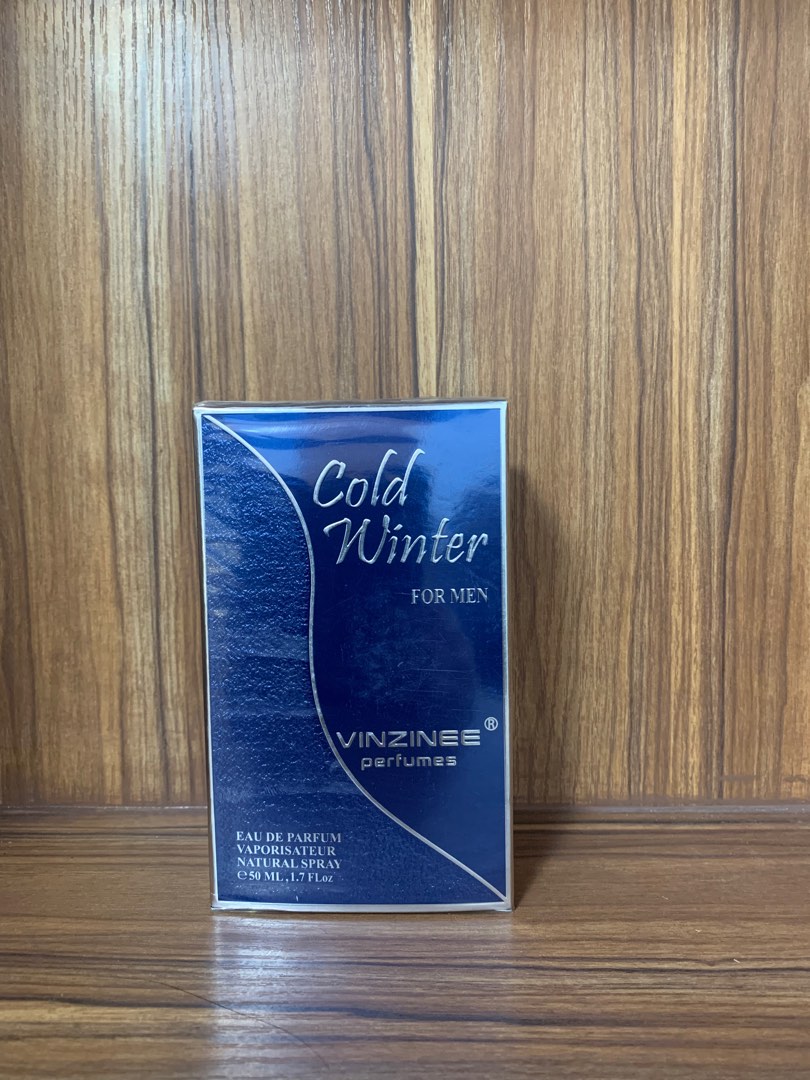 Cold
Winter
FOR MEN
VINZINEE®
perfumes
EAU DE PARFUM
VAPORISATEUR
NATURAL SPRAY
℮50 ML , 1.7 FLoz